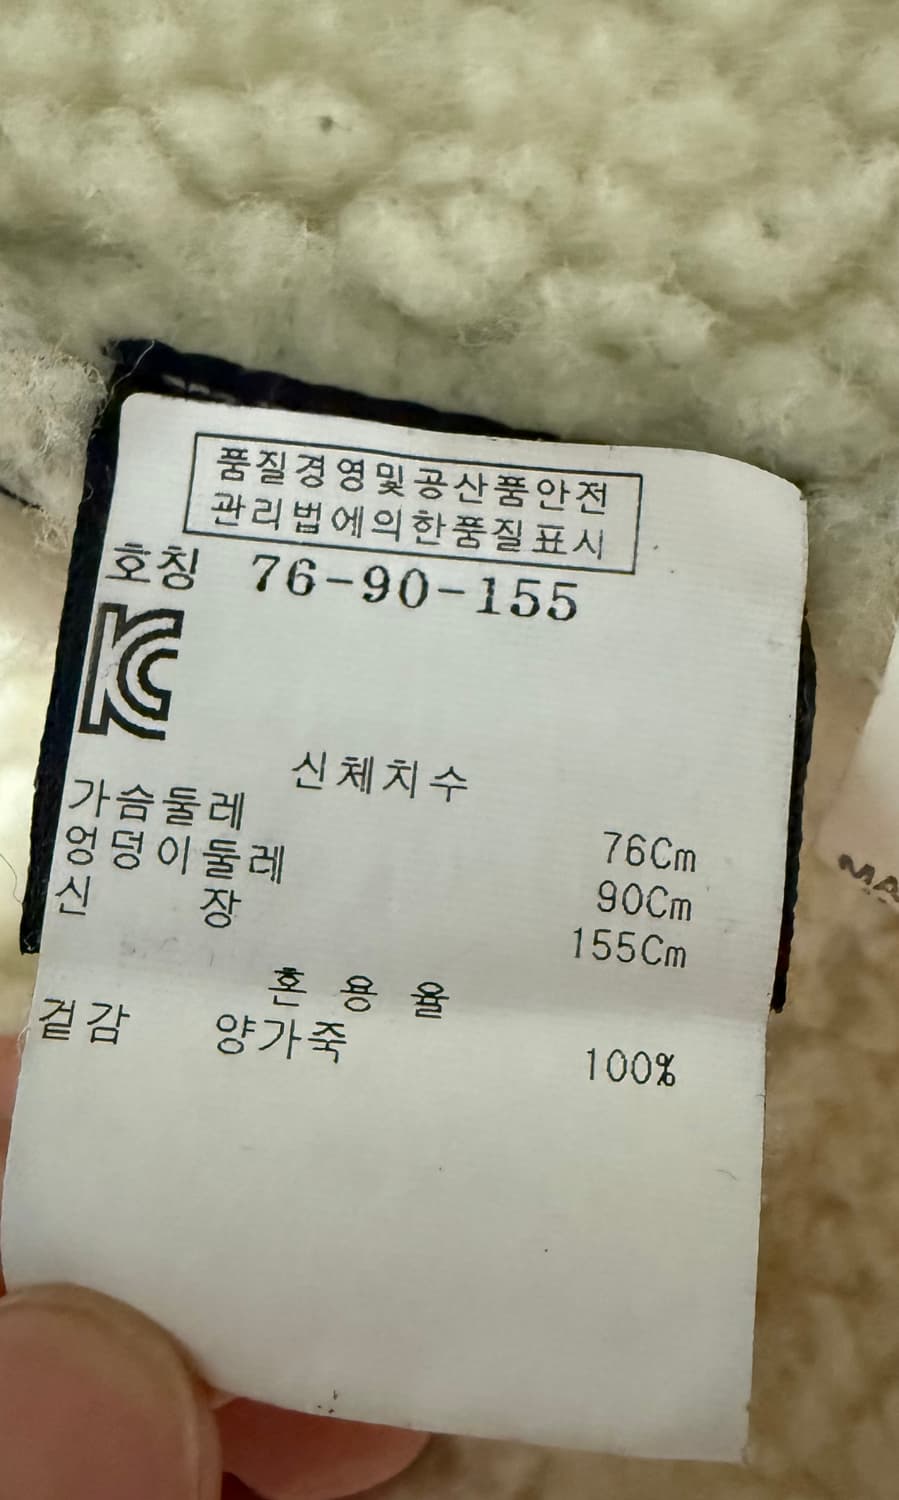 품질경영및공산품안전
관리법에의한품질표시
호칭 76-90-155
KC
신체치수
가슴둘레 76Cm
엉덩이둘레 90Cm
신 장 155Cm
혼 용 율
겉감 양가죽 100%